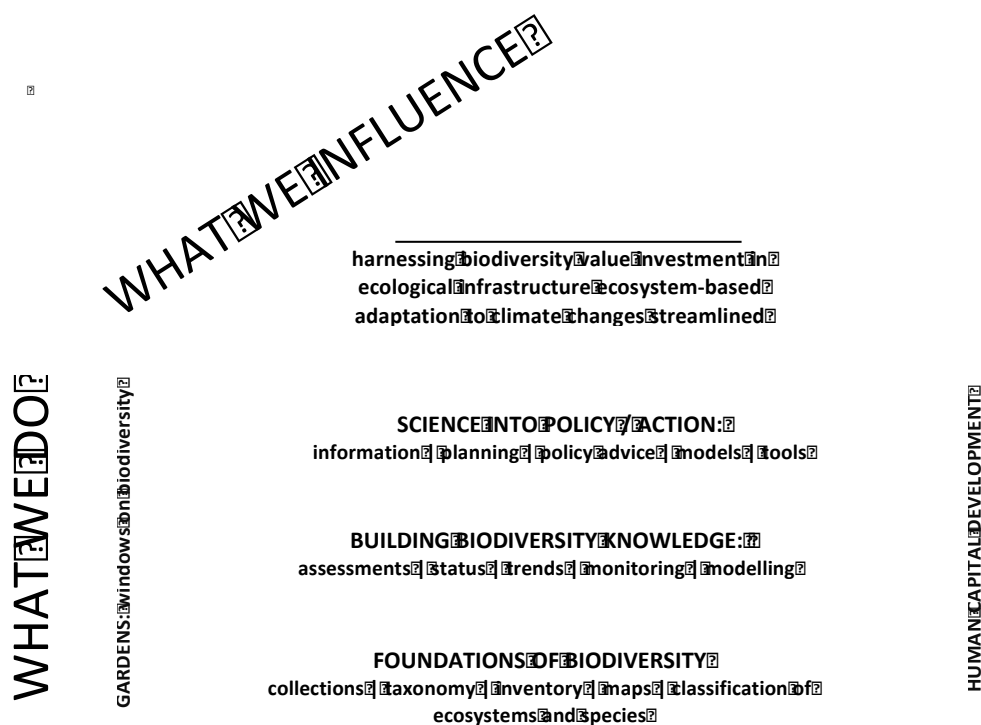 WHAT WE INFLUENCE
harnessing biodiversity value investment in
ecological infrastructure ecosystem-based
adaptation to climate changes streamlined
WHAT WE DO
GARDENS: windows on biodiversity
SCIENCE INTO POLICY / ACTION:
information | planning | policy advice | models | tools
BUILDING BIODIVERSITY KNOWLEDGE:
assessments | status | trends | monitoring | modelling
FOUNDATIONS OF BIODIVERSITY
collections | taxonomy | inventory | maps | classification of
ecosystems and species
HUMAN CAPITAL DEVELOPMENT